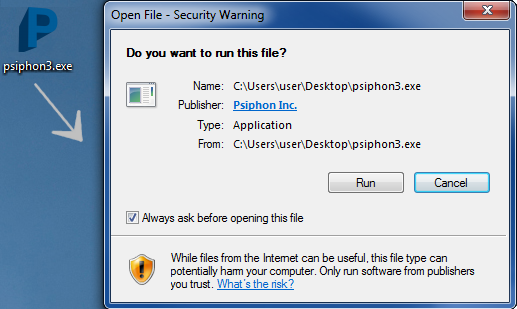 psiphon3.exe
Open File - Security Warning
Do you want to run this file?
Name: C:\Users\user\Desktop\psiphon3.exe
Publisher: Psiphon Inc.
Type: Application
From: C:\Users\user\Desktop\psiphon3.exe
Run Cancel
Always ask before opening this file
While files from the Internet can be useful, this file type can
potentially harm your computer. Only run software from publishers
you trust. What's the risk?